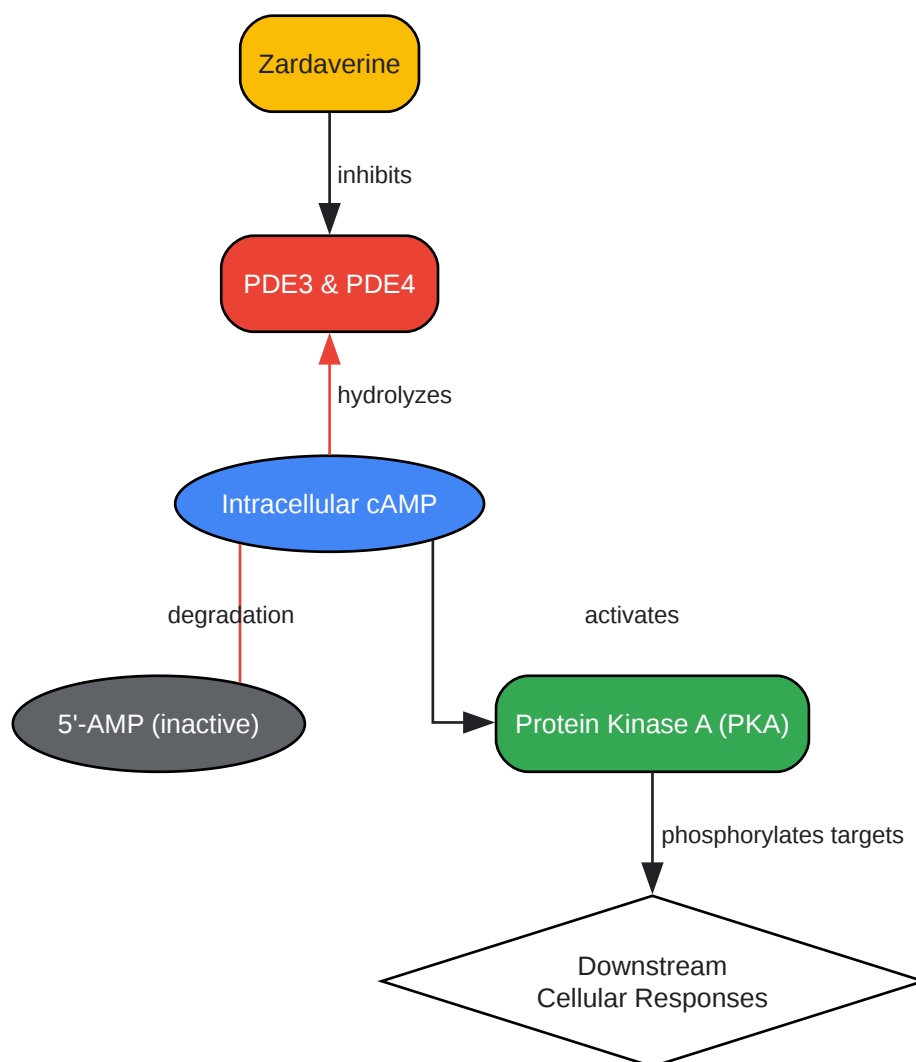 Zardaverine
inhibits
PDE3 & PDE4
hydrolyzes
Intracellular cAMP
degradation
activates
5'-AMP (inactive)
Protein Kinase A (PKA)
phosphorylates targets
Downstream
Cellular Responses